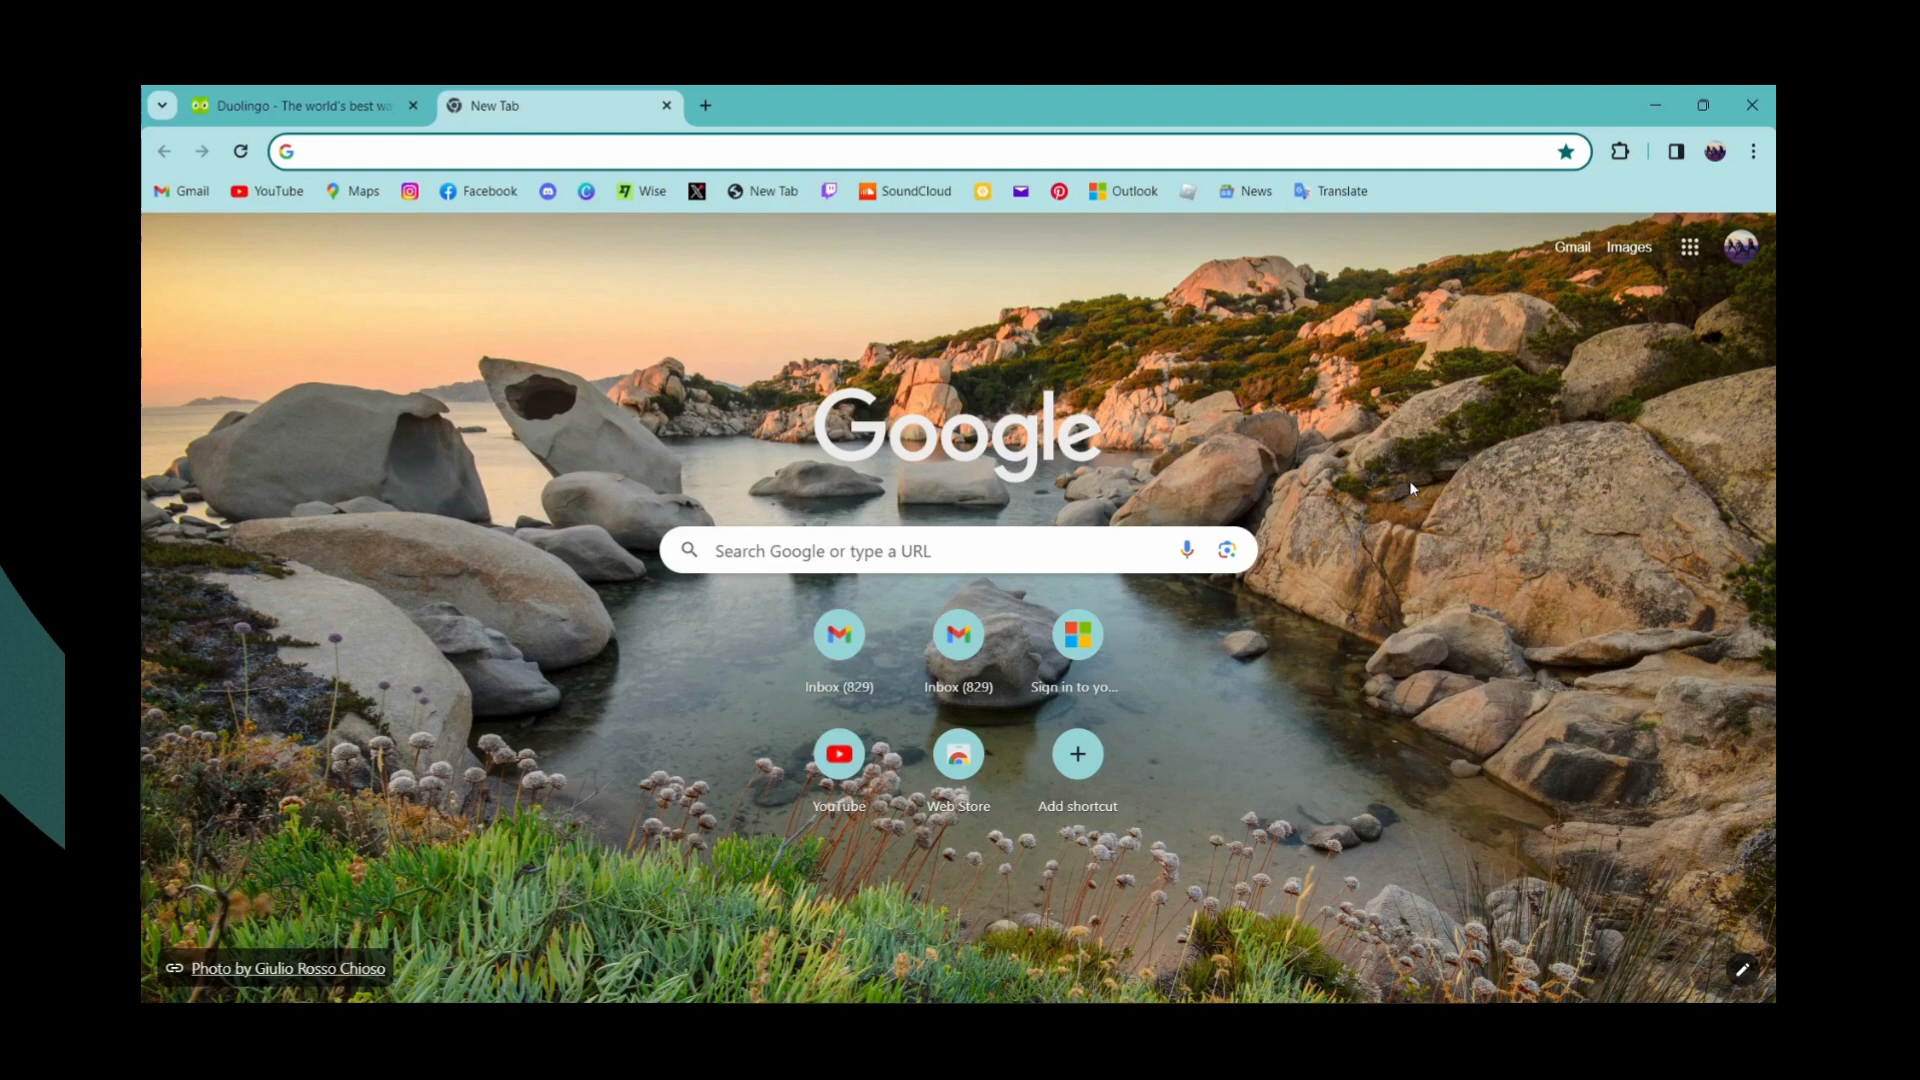 Duolingo - The world's best wa
New Tab
Gmail YouTube Maps Facebook Wise New Tab SoundCloud Outlook News Translate
Gmail Images
Google
Search Google or type a URL
Inbox (829) Inbox (829) Sign in to yo...
YouTube Web Store Add shortcut
Photo by Giulio Rosso Chioso